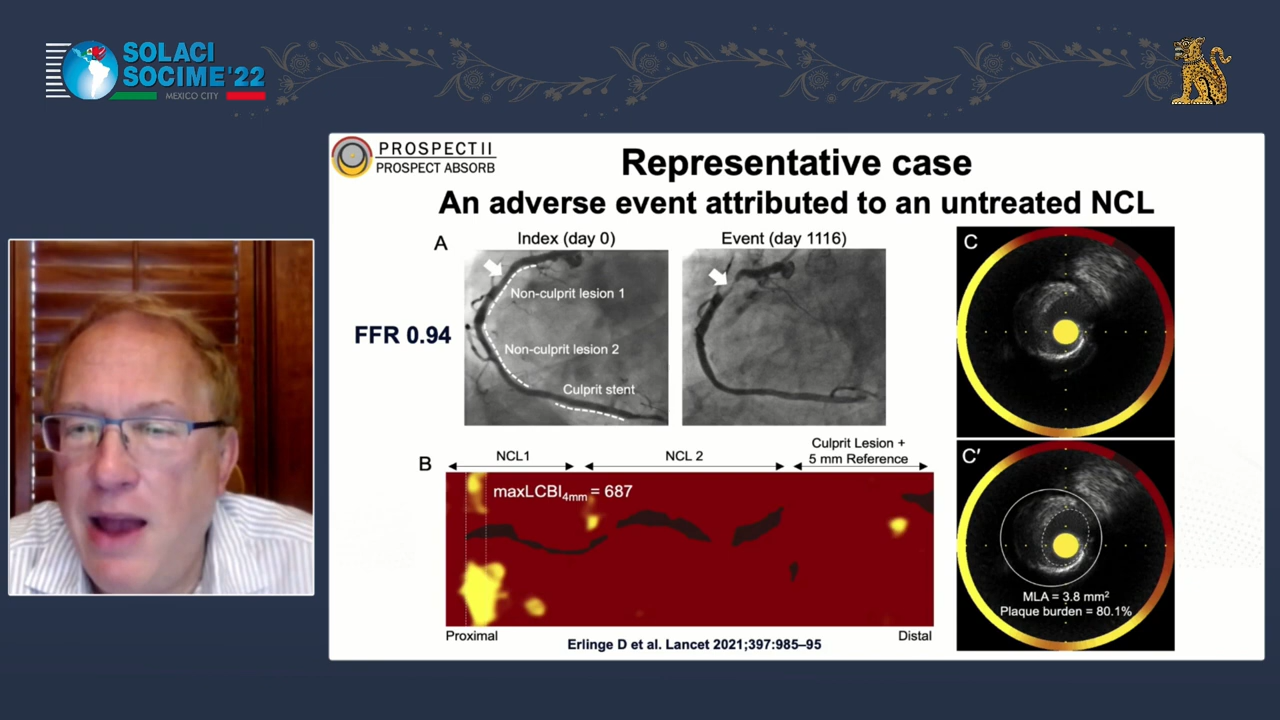 SOLACI
SOCIME'22
MEXICO CITY
PROSPECT II
PROSPECT ABSORB
Representative case
An adverse event attributed to an untreated NCL
A
Index (day 0)
Event (day 1116)
FFR 0.94
Non-culprit lesion 1
Non-culprit lesion 2
Culprit stent
B
NCL1
NCL 2
Culprit Lesion +
5 mm Reference
maxLCBI4mm = 687
Proximal
Distal
Erlinge D et al. Lancet 2021;397:985–95
C
C′
MLA = 3.8 mm²
Plaque burden = 80.1%